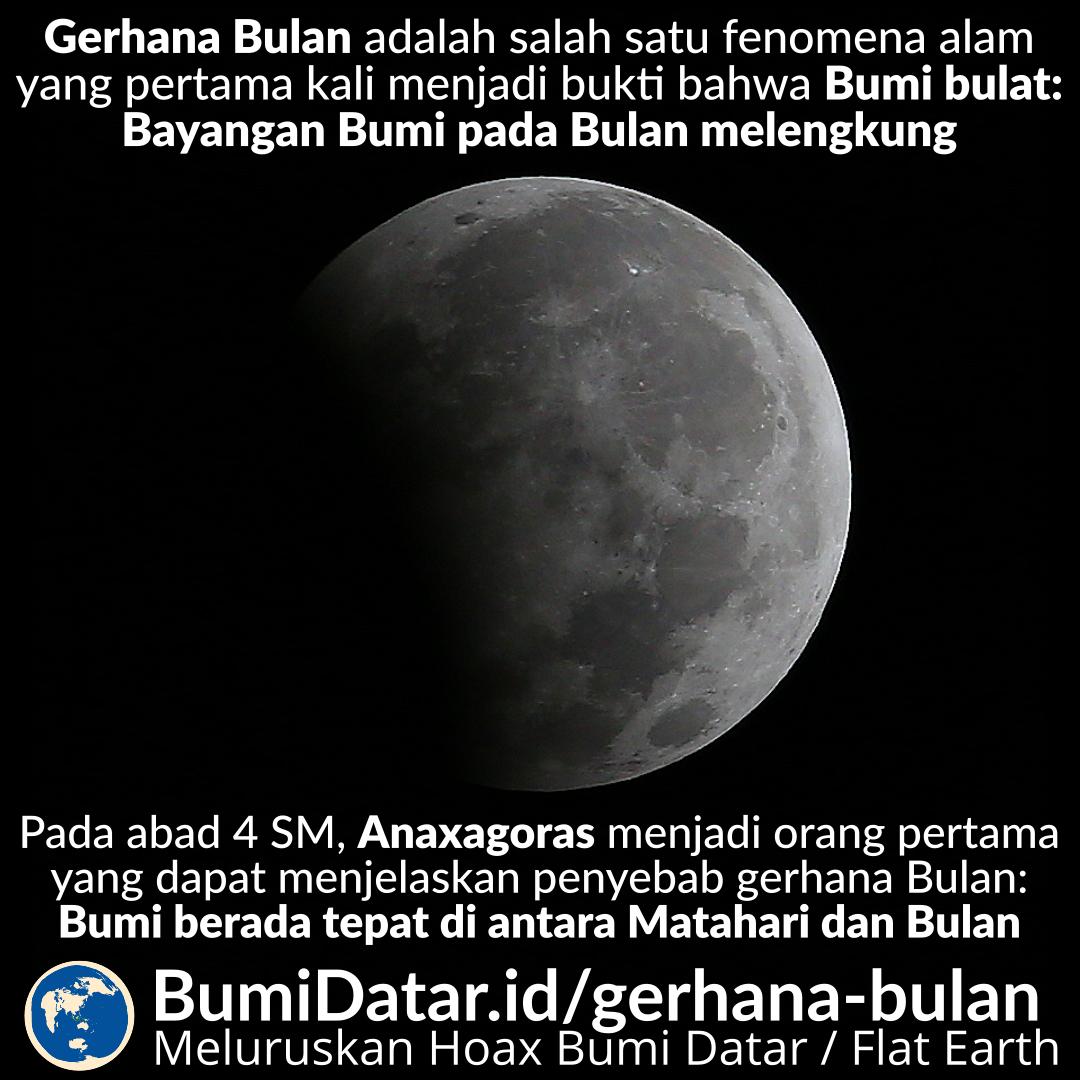 Gerhana Bulan adalah salah satu fenomena alam
yang pertama kali menjadi bukti bahwa Bumi bulat:
Bayangan Bumi pada Bulan melengkung
Pada abad 4 SM, Anaxagoras menjadi orang pertama
yang dapat menjelaskan penyebab gerhana Bulan:
Bumi berada tepat di antara Matahari dan Bulan
BumiDatar.id/gerhana-bulan
Meluruskan Hoax Bumi Datar / Flat Earth